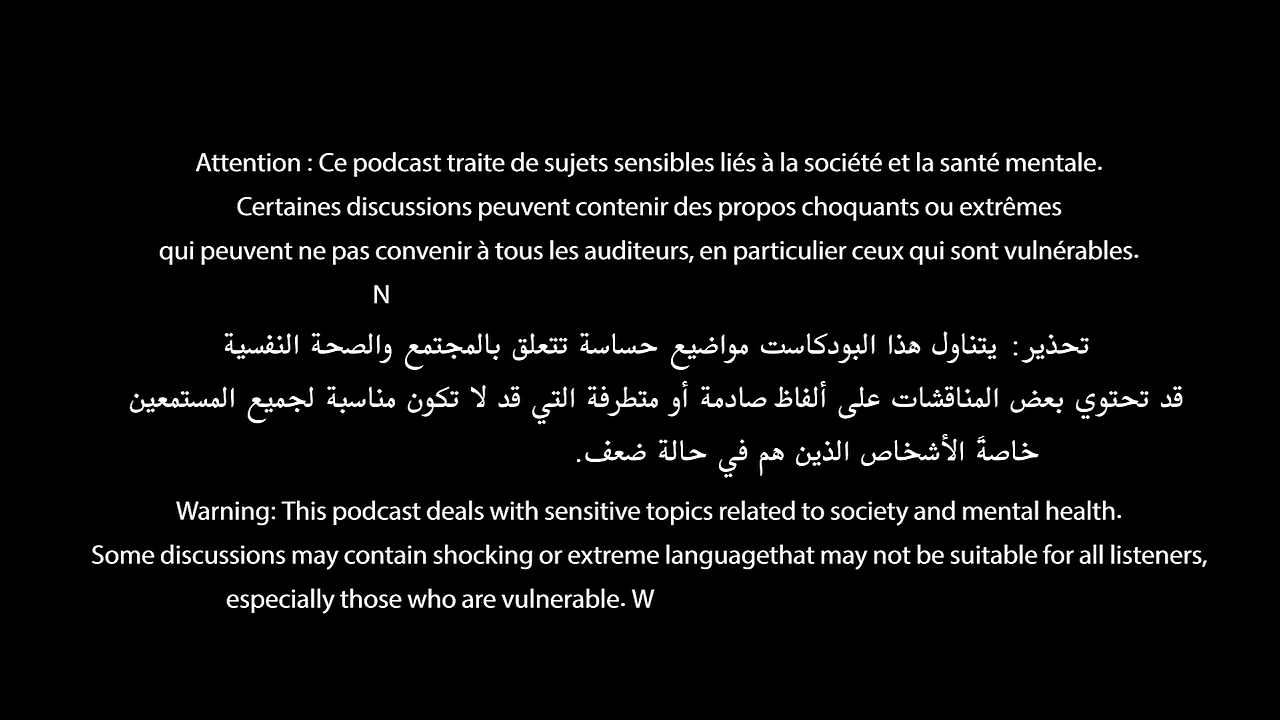 Attention : Ce podcast traite de sujets sensibles liés à la société et la santé mentale.
Certaines discussions peuvent contenir des propos choquants ou extrêmes
qui peuvent ne pas convenir à tous les auditeurs, en particulier ceux qui sont vulnérables.
N
تحذير: يتناول هذا البودكاست مواضيع حساسة تتعلق بالمجتمع والصحة النفسية
قد تحتوي بعض المناقشات على ألفاظ صادمة أو متطرفة التي قد لا تكون مناسبة لجميع المستمعين
خاصةَ الأشخاص الذين هم في حالة ضعف.
Warning: This podcast deals with sensitive topics related to society and mental health.
Some discussions may contain shocking or extreme languagethat may not be suitable for all listeners,
especially those who are vulnerable. W